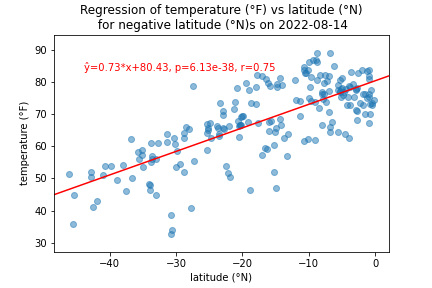 Regression of temperature (°F) vs latitude (°N)
for negative latitude (°N)s on 2022-08-14
ŷ=0.73*x+80.43, p=6.13e-38, r=0.75
temperature (°F)
90
80
70
60
50
40
30
−40 −30 −20 −10 0
latitude (°N)